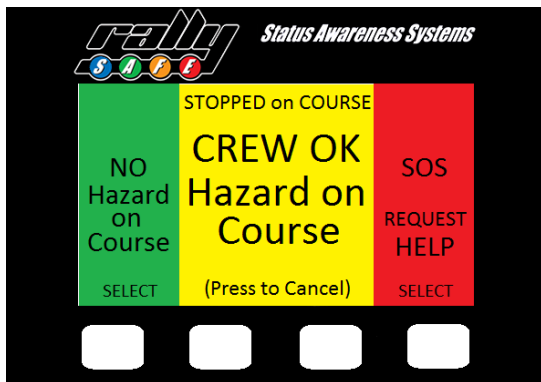 rally
SAFE
Status Awareness Systems
NO
Hazard
on
Course
SELECT
STOPPED on COURSE
CREW OK
Hazard on
Course
(Press to Cancel)
SOS
REQUEST
HELP
SELECT